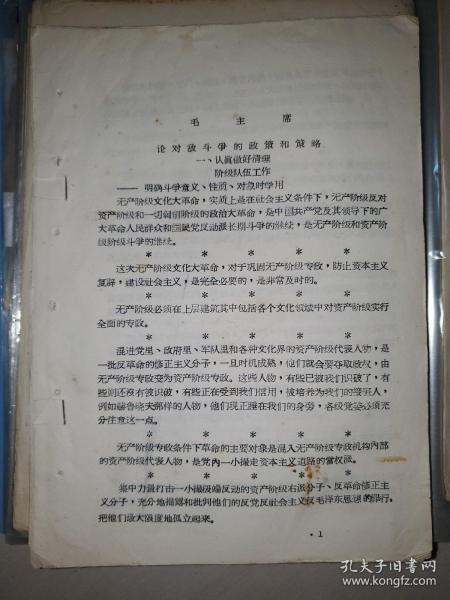 毛主席
论对敌斗争的政策和策略
一、认真做好清理
阶级队伍工作
——明确斗争意义、性质、对象时学用
无产阶级文化大革命，实质上是在社会主义条件下，无产阶级反对
资产阶级和一切剥削阶级的政治大革命，是中国共产党及其领导下的广
大革命人民群众和国民党反动派长期斗争的继续，是无产阶级和资产阶
级阶级斗争的继续。
* * * * *
这次无产阶级文化大革命，对于巩固无产阶级专政，防止资本主义
复辟，建设社会主义，是完全必要的，是非常及时的。
* * * * *
无产阶级必须在上层建筑其中包括各个文化领域中对资产阶级实行
全面的专政。
* * * * *
混进党里、政府里、军队里和各种文化界的资产阶级代表人物，是
一批反革命的修正主义分子，一旦时机成熟，他们就会要夺取政权，由
无产阶级专政变为资产阶级专政。这些人物，有些已被我们识破了，有
些则还没有被识破，有些正在受到我们信用，被培养为我们的接班人，
例如赫鲁晓夫那样的人物，他们现正睡在我们的身旁，各级党委必须充
分注意这一点。
* * * * *
无产阶级专政条件下革命的主要对象是混入无产阶级专政机构内部
的资产阶级代表人物，是党内一小撮走资本主义道路的当权派。
* * * * *
集中力量打击一小撮极端反动的资产阶级右派分子、反革命修正主
义分子，充分地揭露和批判他们的反党反社会主义反毛泽东思想的罪行，
把他们最大限度地孤立起来。
·1
孔夫子旧书网
kongfz.com